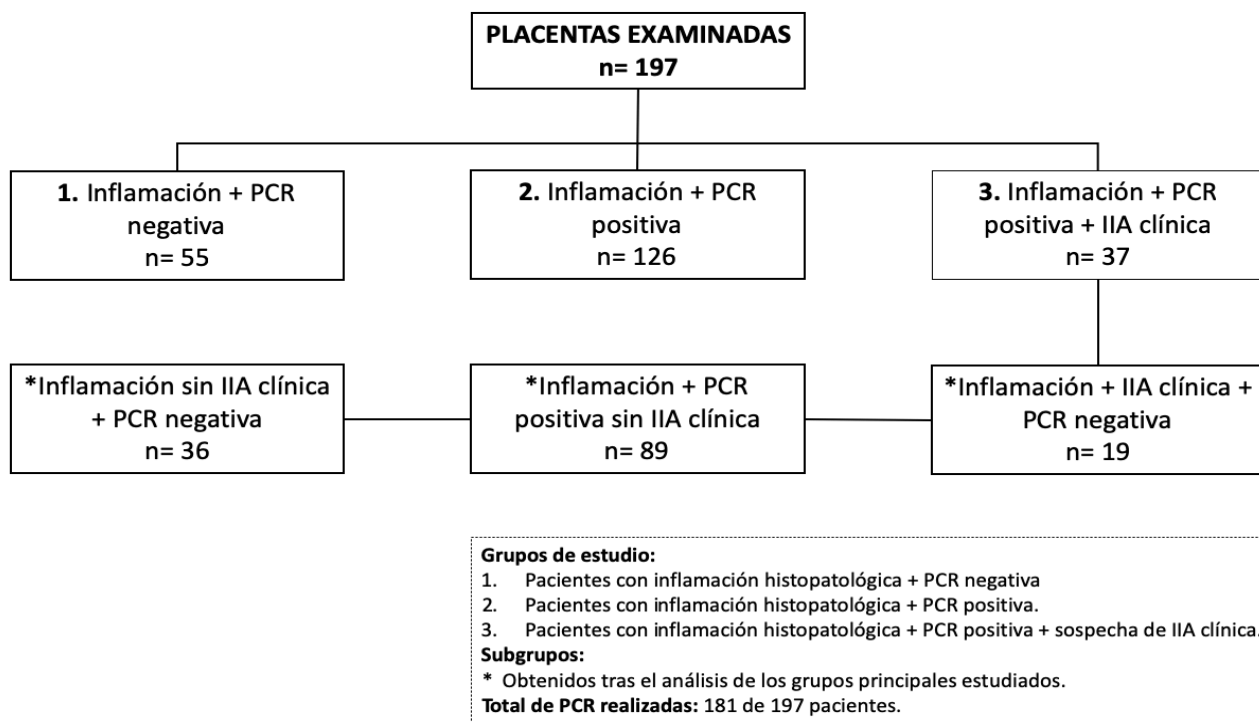 PLACENTAS EXAMINADAS
n= 197
1. Inflamación + PCR
negativa
n= 55
2. Inflamación + PCR
positiva
n= 126
3. Inflamación + PCR
positiva + IIA clínica
n= 37
*Inflamación sin IIA clínica
+ PCR negativa
n= 36
*Inflamación + PCR
positiva sin IIA clínica
n= 89
*Inflamación + IIA clínica +
PCR negativa
n= 19
Grupos de estudio:
1. Pacientes con inflamación histopatológica + PCR negativa
2. Pacientes con inflamación histopatológica + PCR positiva.
3. Pacientes con inflamación histopatológica + PCR positiva + sospecha de IIA clínica.
Subgrupos:
* Obtenidos tras el análisis de los grupos principales estudiados.
Total de PCR realizadas: 181 de 197 pacientes.